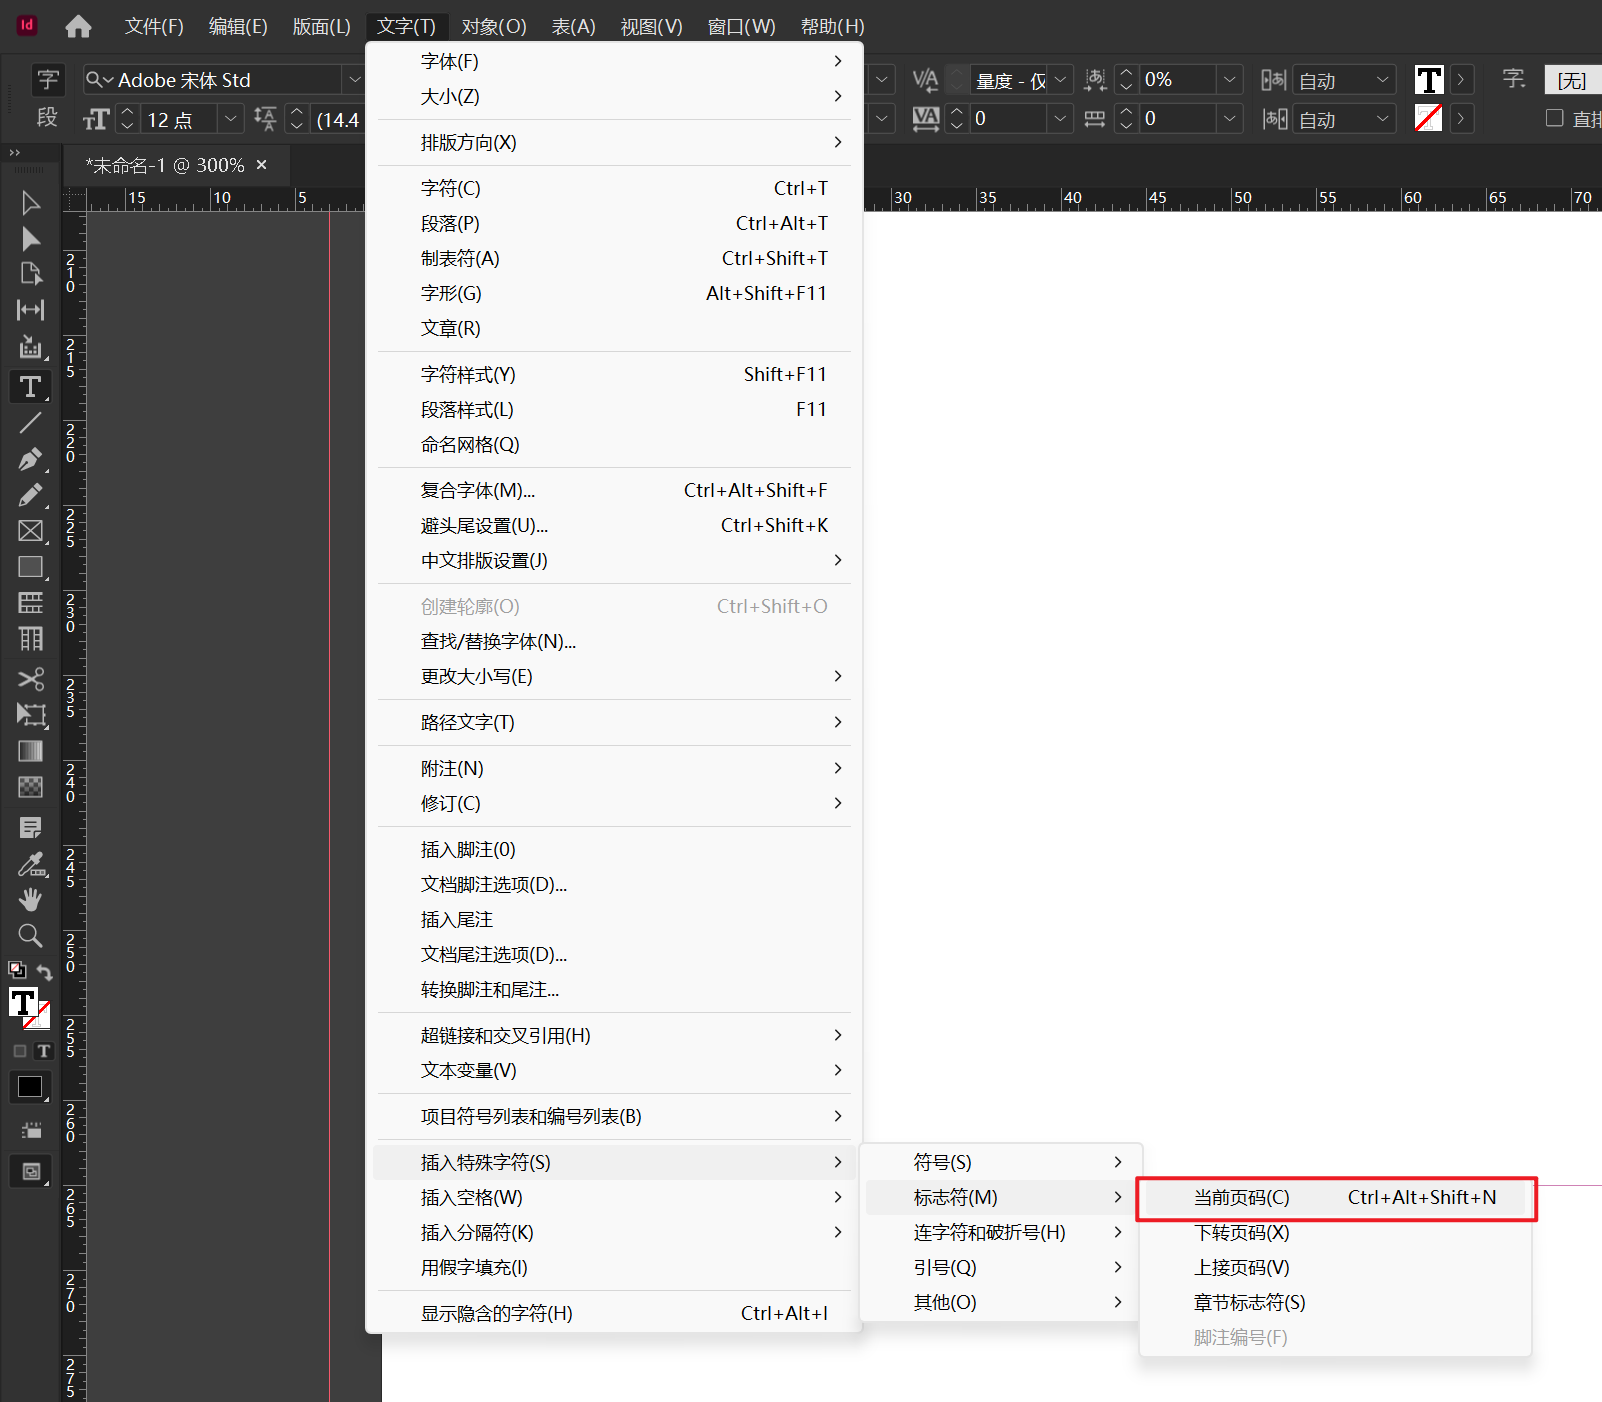 Id
文件(F) 编辑(E) 版面(L) 文字(T) 对象(O) 表(A) 视图(V) 窗口(W) 帮助(H)
字 Adobe 宋体 Std 量度 - 仅 0% 自动 T 字 [无]
段 12 点 (14.4 0 0 自动 直排
*未命名-1 @ 300% ×
15 10 5 30 35 40 45 50 55 60 65 70
210
215
220
225
230
235
240
245
250
255
260
265
270
275
字体(F)
大小(Z)
排版方向(X)
字符(C) Ctrl+T
段落(P) Ctrl+Alt+T
制表符(A) Ctrl+Shift+T
字形(G) Alt+Shift+F11
文章(R)
字符样式(Y) Shift+F11
段落样式(L) F11
命名网格(Q)
复合字体(M)... Ctrl+Alt+Shift+F
避头尾设置(U)... Ctrl+Shift+K
中文排版设置(J)
创建轮廓(O) Ctrl+Shift+O
查找/替换字体(N)...
更改大小写(E)
路径文字(T)
附注(N)
修订(C)
插入脚注(0)
文档脚注选项(D)...
插入尾注
文档尾注选项(D)...
转换脚注和尾注...
超链接和交叉引用(H)
文本变量(V)
项目符号列表和编号列表(B)
插入特殊字符(S)
插入空格(W)
插入分隔符(K)
用假字填充(I)
显示隐含的字符(H) Ctrl+Alt+I
符号(S)
标志符(M)
连字符和破折号(H)
引号(Q)
其他(O)
当前页码(C) Ctrl+Alt+Shift+N
下转页码(X)
上接页码(V)
章节标志符(S)
脚注编号(F)